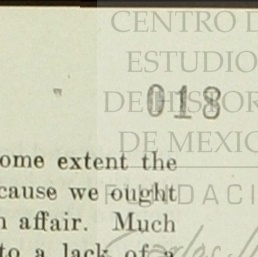 CENTRO D
ESTUDIO
DE HISTOR
018
DE MEXIC
ome extent the
cause we ought
FUNDACI
n affair. Much
to a lack of a